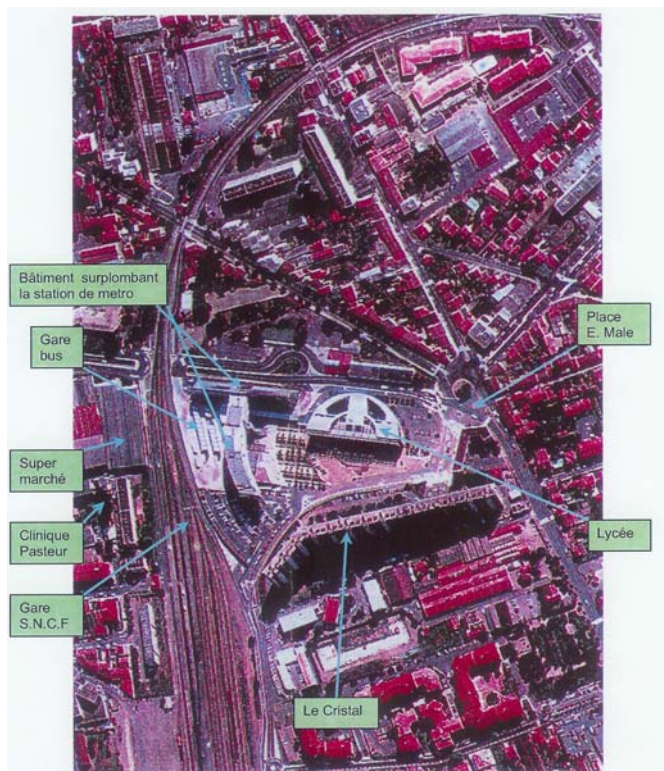 Bâtiment surplombant
la station de metro
Gare
bus
Place
E. Male
Super
marché
Clinique
Pasteur
Lycée
Gare
S.N.C.F
Le Cristal